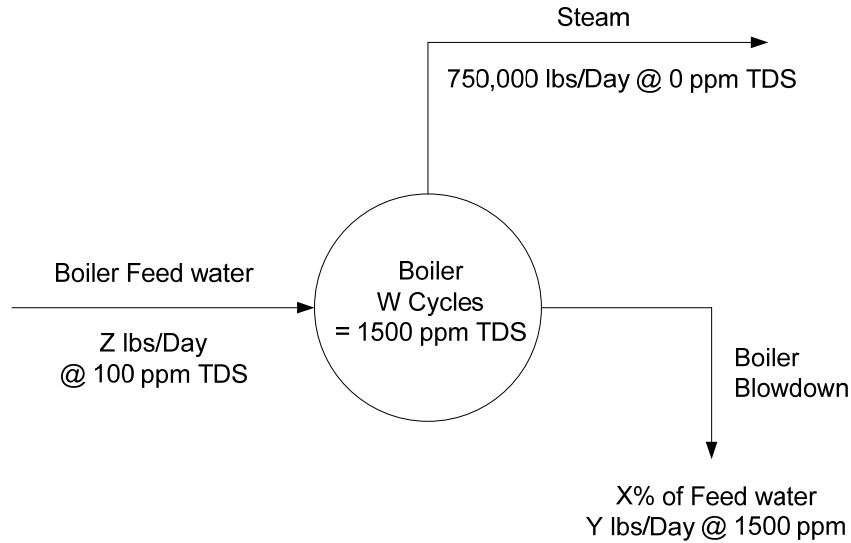 Steam
750,000 lbs/Day @ 0 ppm TDS
Boiler Feed water
Z lbs/Day
@ 100 ppm TDS
Boiler
W Cycles
= 1500 ppm TDS
Boiler
Blowdown
X% of Feed water
Y lbs/Day @ 1500 ppm